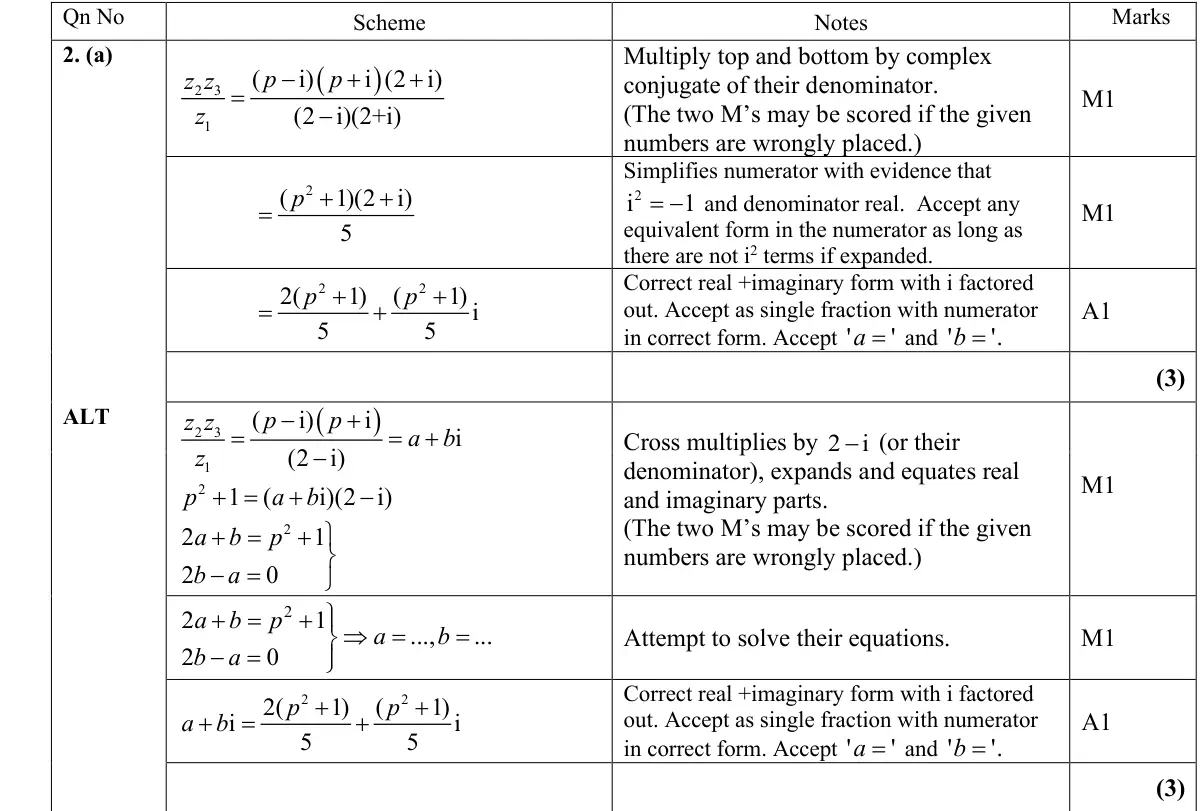 Qn No Scheme Notes Marks
2. (a)
z₂z₃/z₁ = (p − i)(p + i)(2 + i)/(2 − i)(2+i)
Multiply top and bottom by complex
conjugate of their denominator.
(The two M’s may be scored if the given
numbers are wrongly placed.)
M1
= (p² + 1)(2 + i)/5
Simplifies numerator with evidence that
i² = −1 and denominator real. Accept any
equivalent form in the numerator as long as
there are not i² terms if expanded.
M1
= 2(p² + 1)/5 + (p² + 1)/5 i
Correct real +imaginary form with i factored
out. Accept as single fraction with numerator
in correct form. Accept 'a = ' and 'b = '.
A1
(3)
ALT
z₂z₃/z₁ = (p − i)(p + i)/(2 − i) = a + bi
p² + 1 = (a + bi)(2 − i)
2a + b = p² + 1
2b − a = 0 }
Cross multiplies by 2 − i (or their
denominator), expands and equates real
and imaginary parts.
(The two M’s may be scored if the given
numbers are wrongly placed.)
M1
2a + b = p² + 1
2b − a = 0 } ⇒ a = ..., b = ...
Attempt to solve their equations.
M1
a + bi = 2(p² + 1)/5 + (p² + 1)/5 i
Correct real +imaginary form with i factored
out. Accept as single fraction with numerator
in correct form. Accept 'a = ' and 'b = '.
A1
(3)